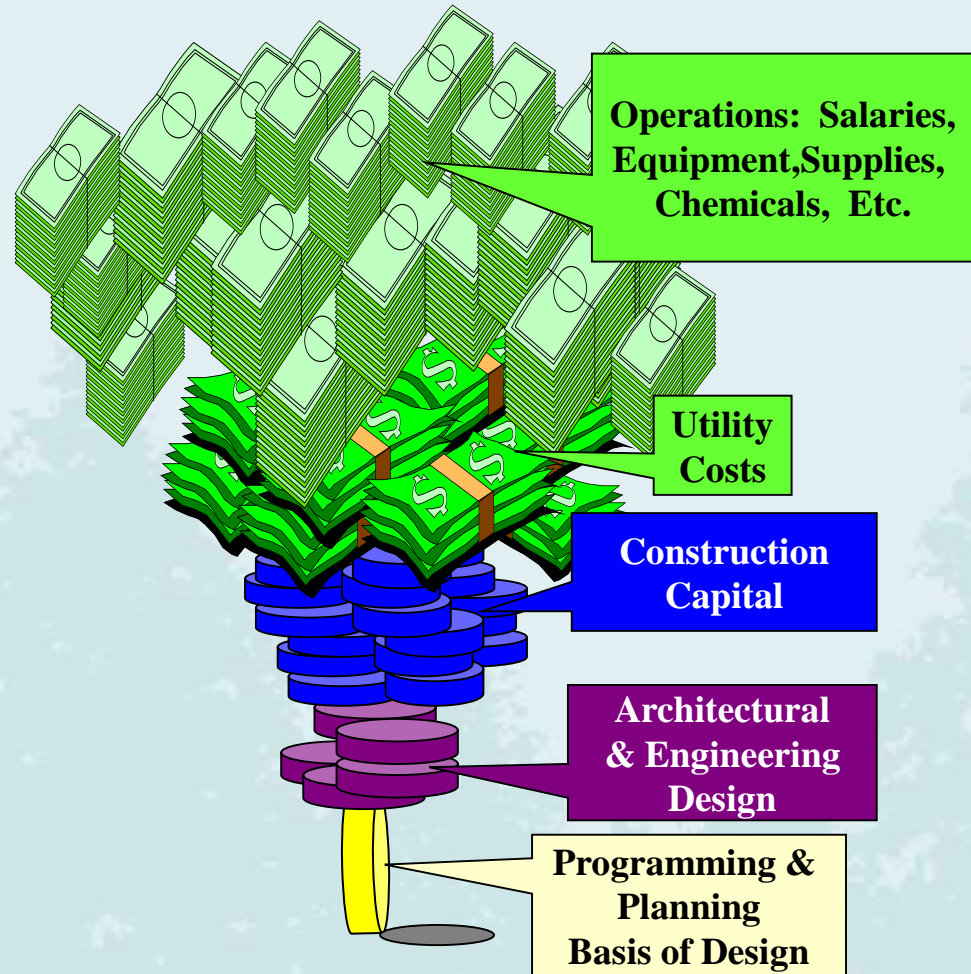 Operations: Salaries,
Equipment,Supplies,
Chemicals, Etc.
Utility
Costs
Construction
Capital
Architectural
& Engineering
Design
Programming &
Planning
Basis of Design
$
$
$
$
$
$